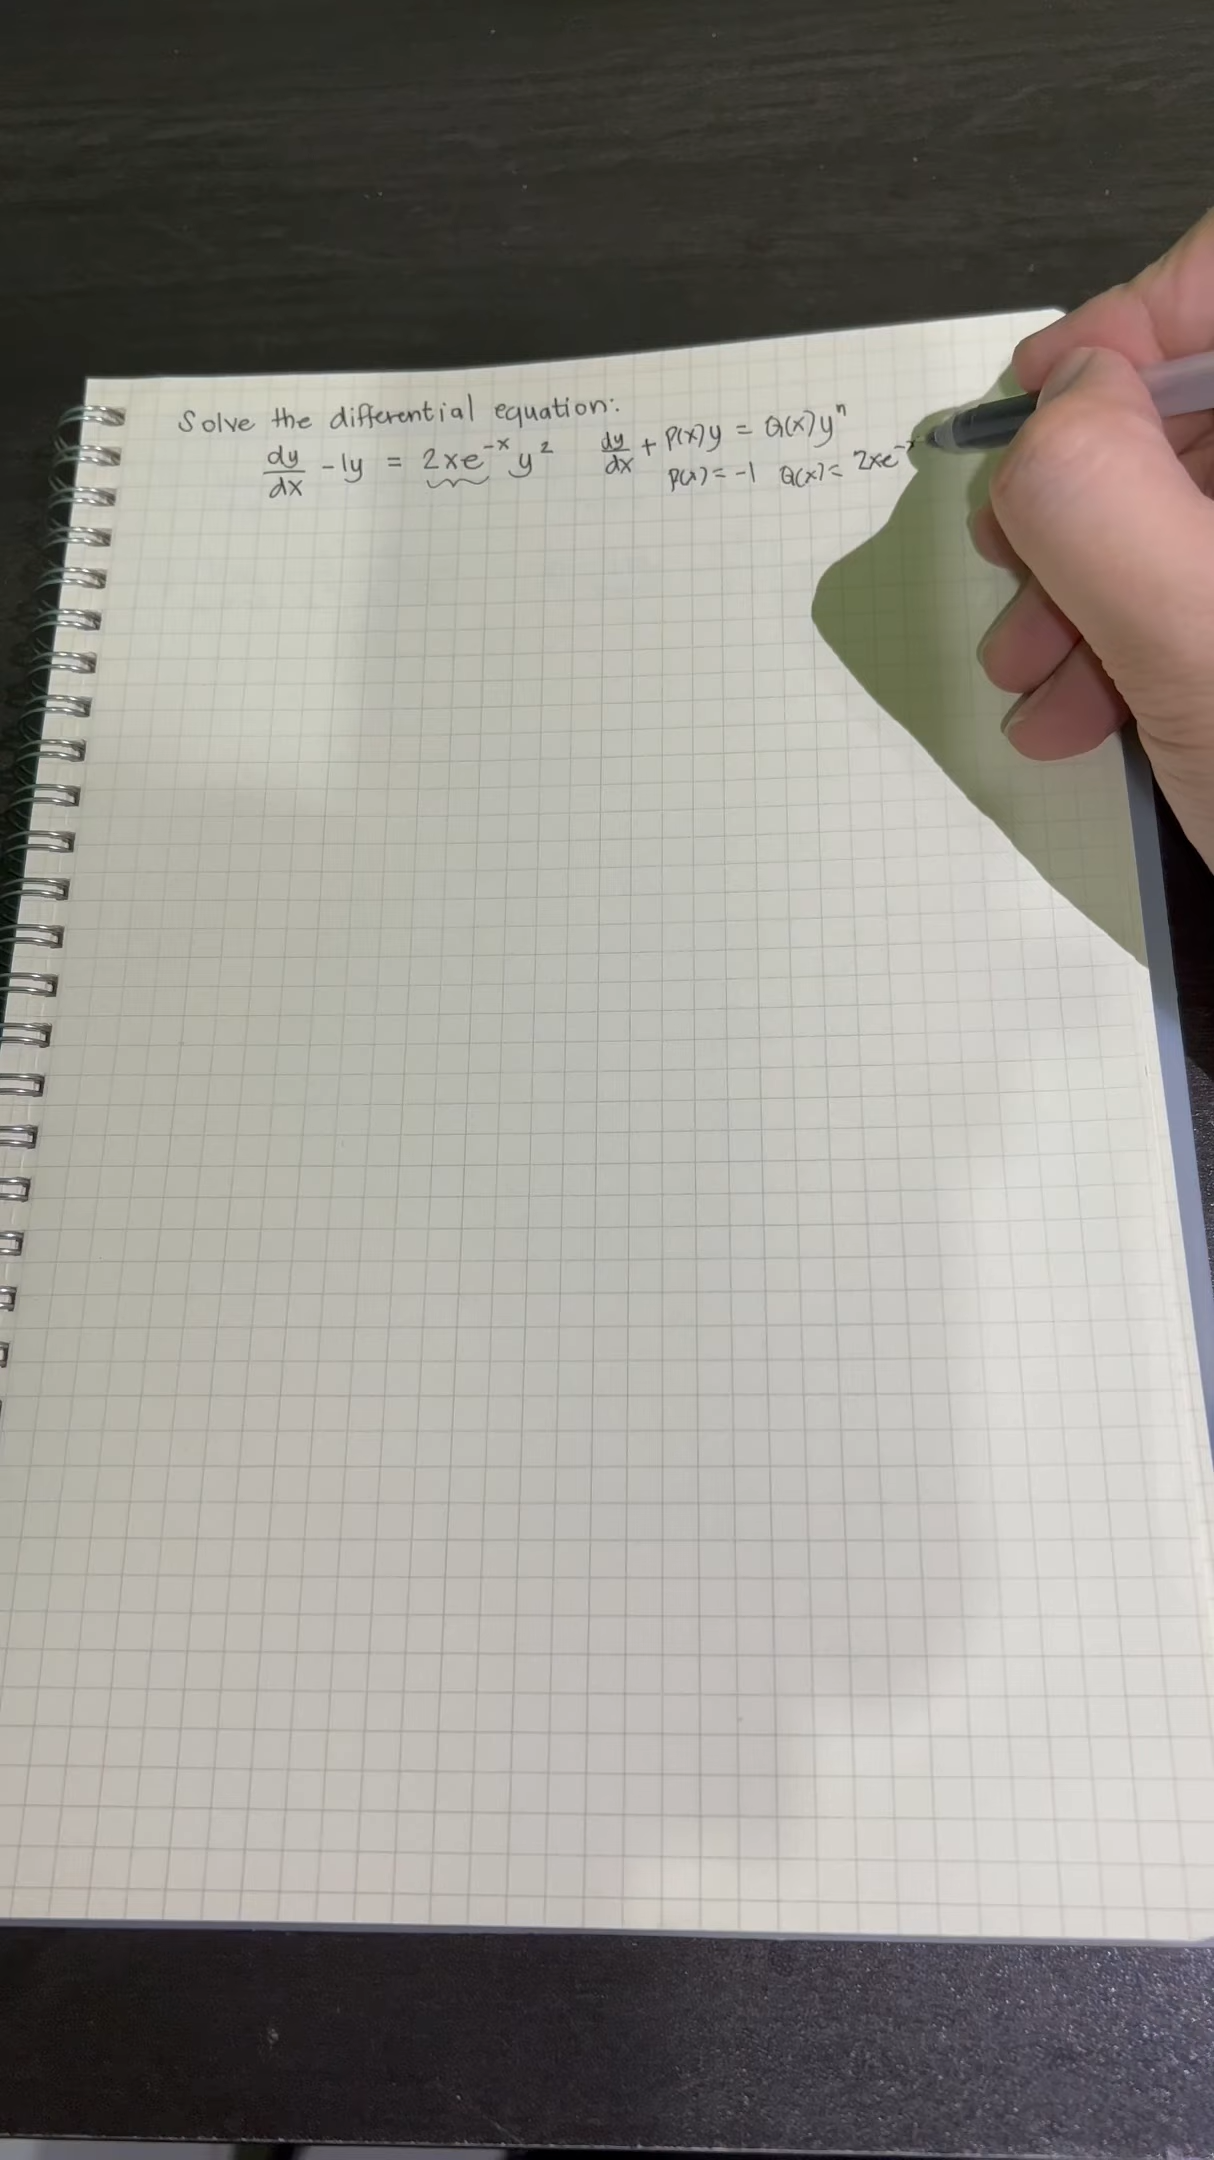 Solve the differential equation:
dy/dx - 1y = 2xe^-x y^2
dy/dx + P(x)y = Q(x)y^n
P(x) = -1 Q(x) = 2xe^-x